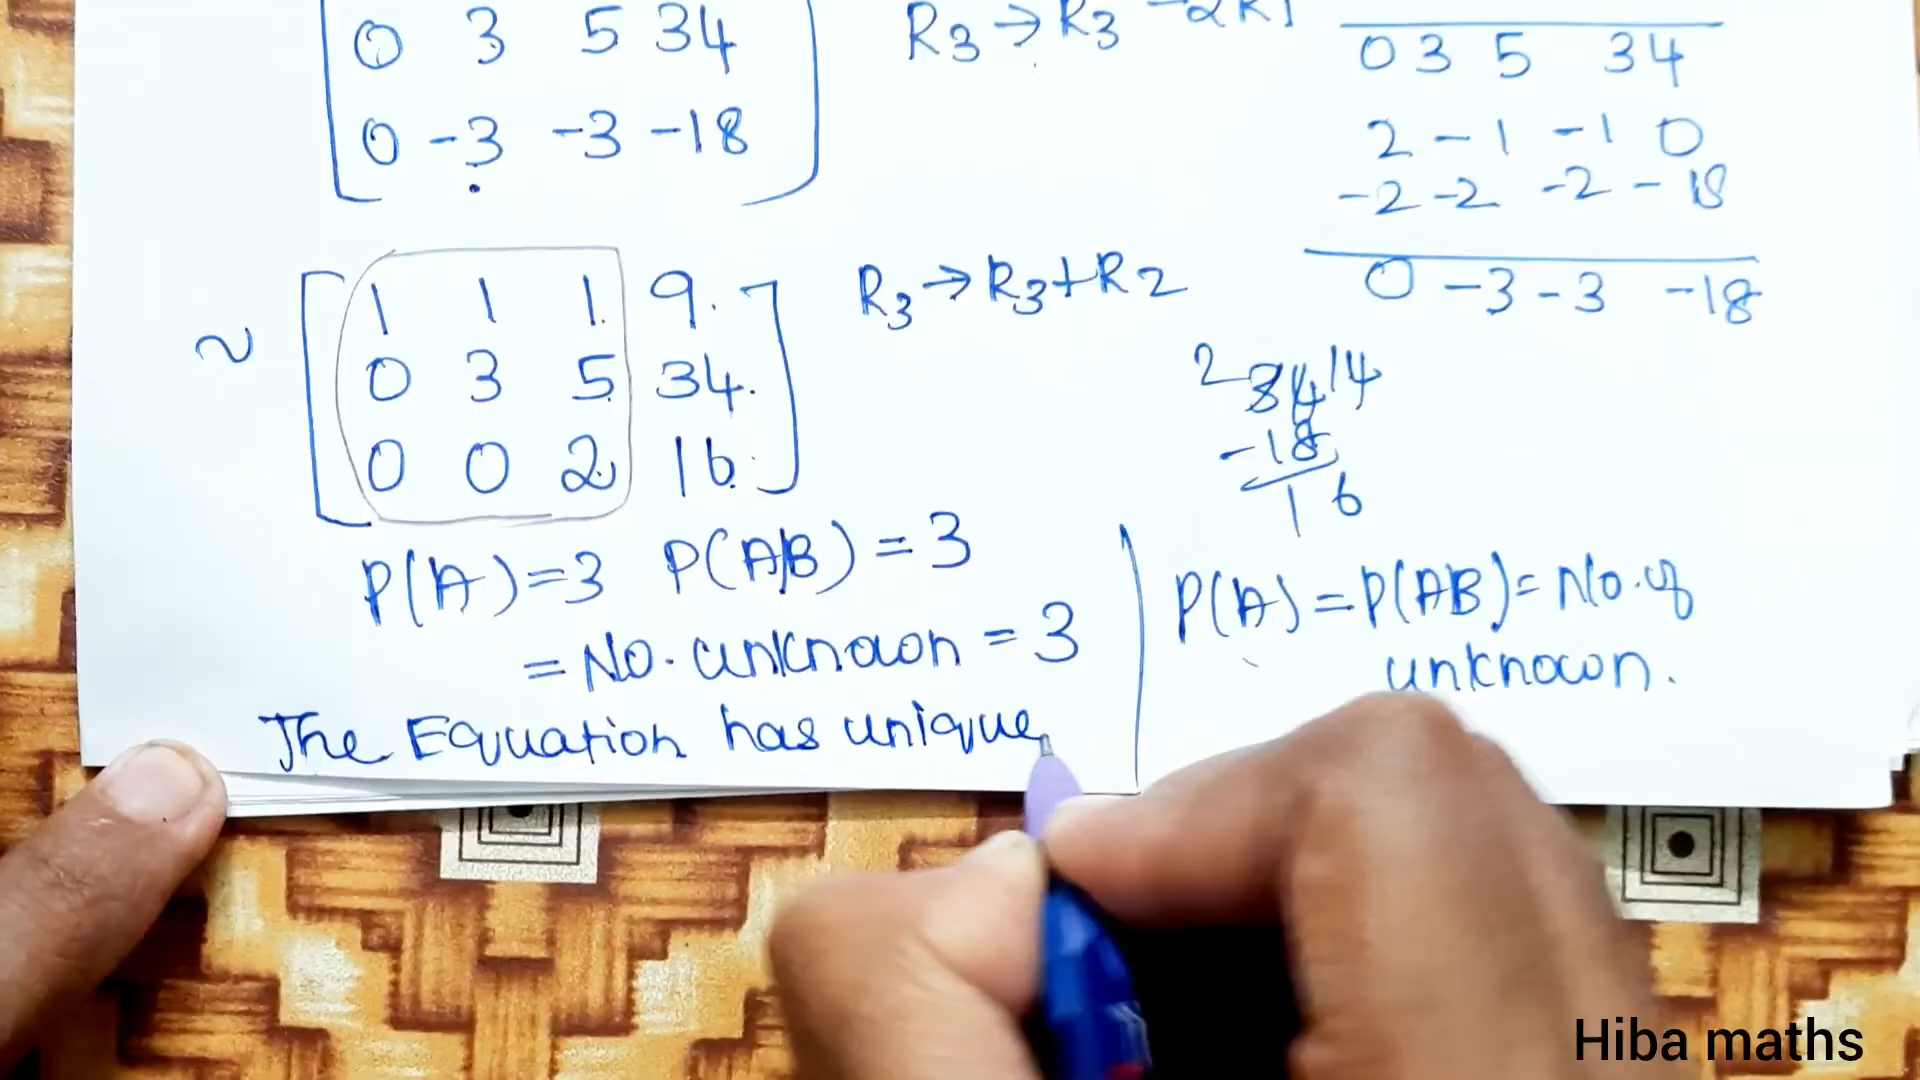 0 3 5 34
0 -3 -3 -18
R3→R3-2R1
0 3 5 34
2 -1 -1 0
-2 -2 -2 -18
0 -3 -3 -18
~
1 1 1 9
0 3 5 34
0 0 2 16
R3→R3+R2
2 34 14
-18
16
P(A)=3 P(A/B)=3
=No. unknown=3
The Equation has unique
P(A)=P(AB)=No.of
unknown.
Hiba maths